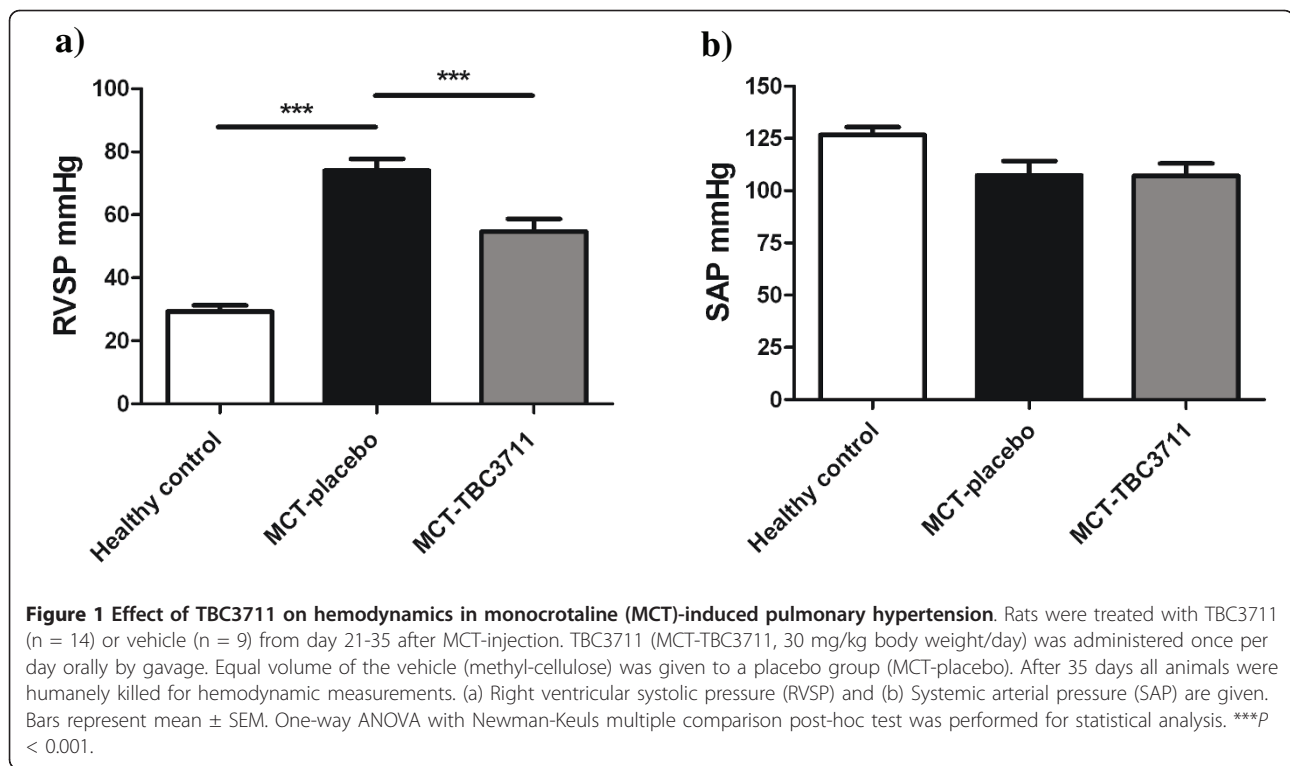 a)
b)
RVSP mmHg
100
80
60
40
20
0
***
***
Healthy control
MCT-placebo
MCT-TBC3711
SAP mmHg
150
125
100
75
50
25
0
Healthy control
MCT-placebo
MCT-TBC3711
Figure 1 Effect of TBC3711 on hemodynamics in monocrotaline (MCT)-induced pulmonary hypertension. Rats were treated with TBC3711
(n = 14) or vehicle (n = 9) from day 21-35 after MCT-injection. TBC3711 (MCT-TBC3711, 30 mg/kg body weight/day) was administered once per
day orally by gavage. Equal volume of the vehicle (methyl-cellulose) was given to a placebo group (MCT-placebo). After 35 days all animals were
humanely killed for hemodynamic measurements. (a) Right ventricular systolic pressure (RVSP) and (b) Systemic arterial pressure (SAP) are given.
Bars represent mean ± SEM. One-way ANOVA with Newman-Keuls multiple comparison post-hoc test was performed for statistical analysis. ***P
< 0.001.